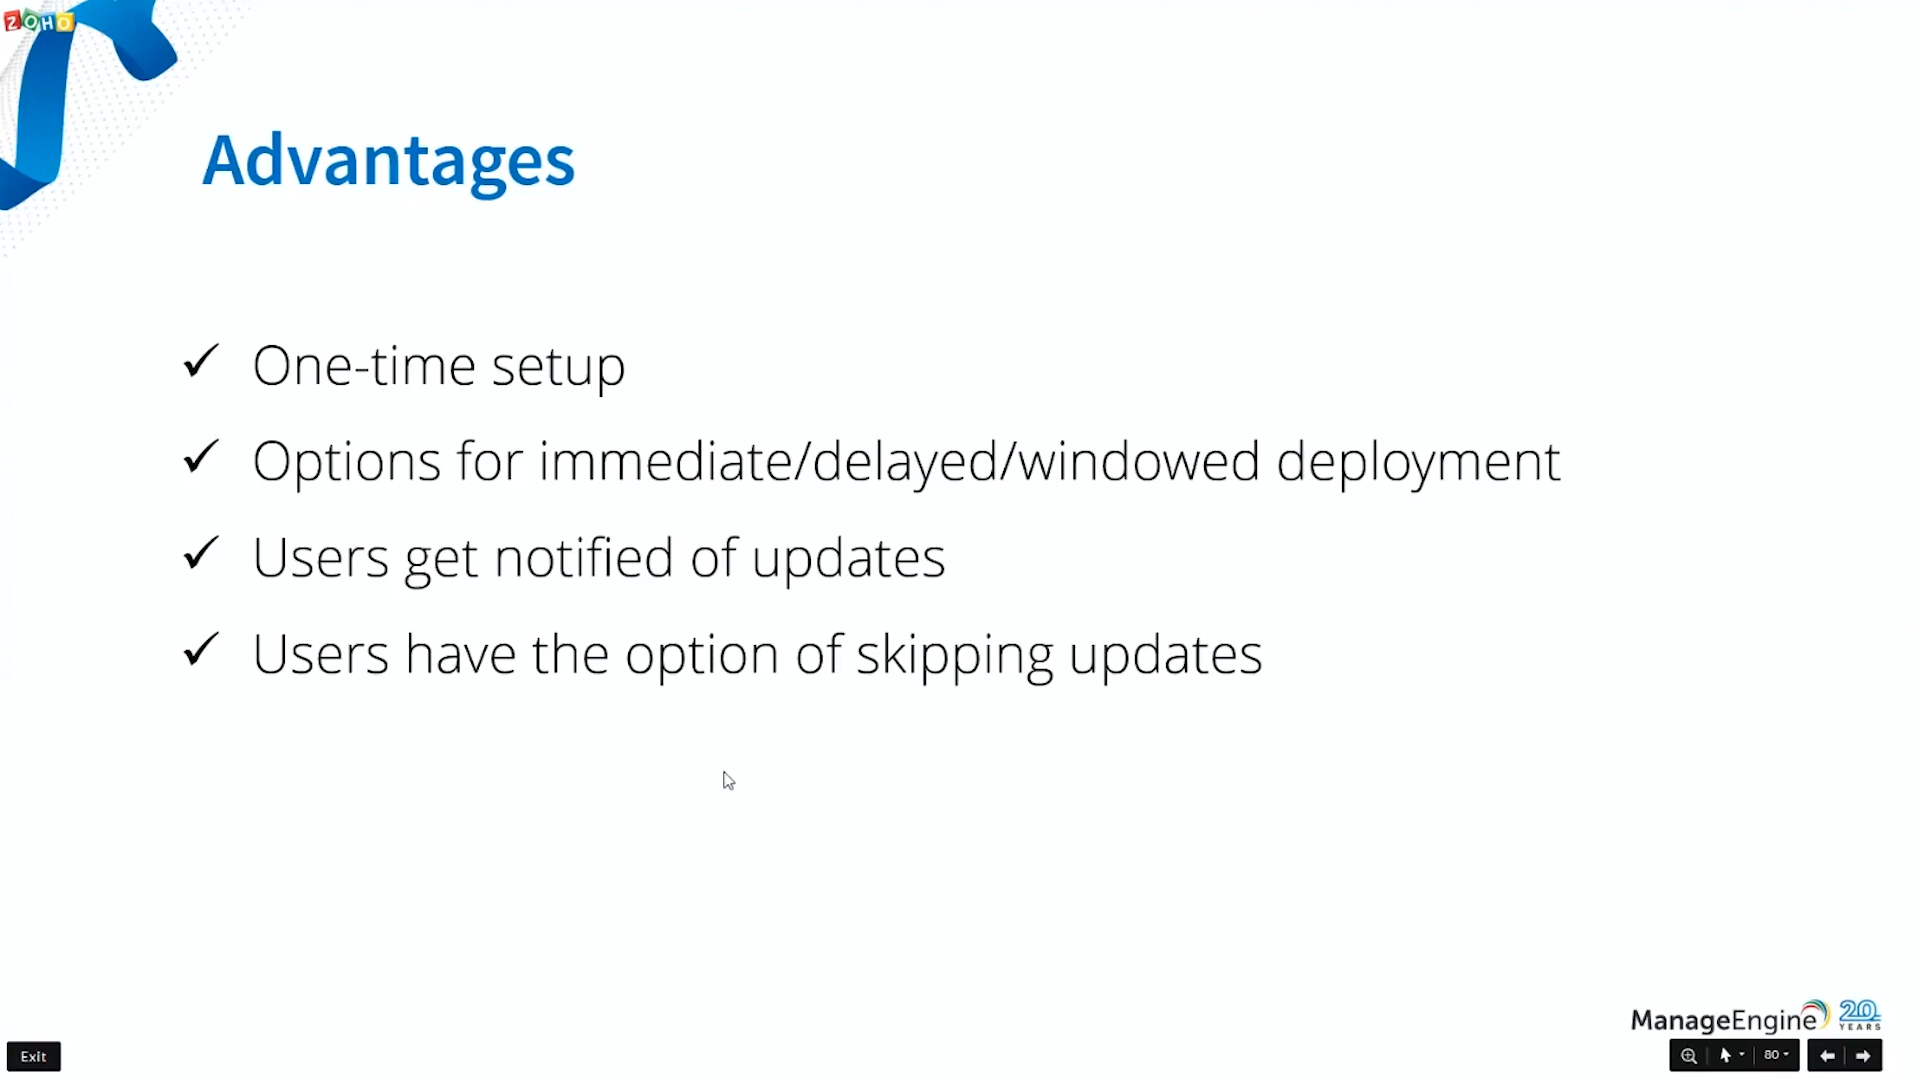 ZOHO
Advantages
✓ One-time setup
✓ Options for immediate/delayed/windowed deployment
✓ Users get notified of updates
✓ Users have the option of skipping updates
ManageEngine 20 YEARS
Exit
80